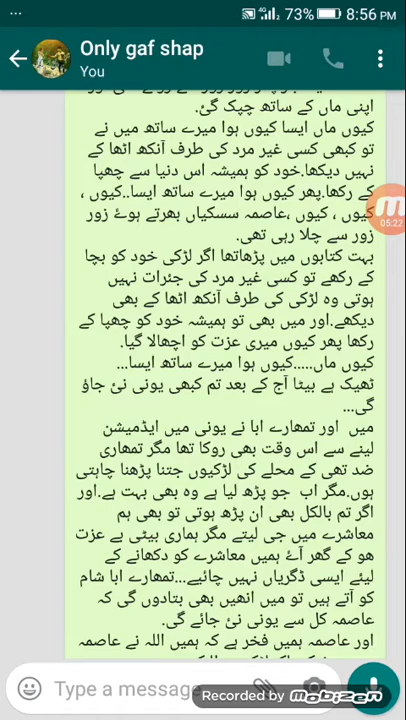 73% 8:56 PM
Only gaf shap
You
اپنی ماں کے ساتھ چپک گئ.
کیوں ماں ایسا کیوں ہوا میرے ساتھ میں نے
تو کبھی کسی غیر مرد کی طرف آنکھ اٹھا کے
نہیں دیکھا.خود کو ہمیشہ اس دنیا سے چھپا
کے رکھا.پھر کیوں ہوا میرے ساتھ ایسا..کیوں ،
کیوں ، کیوں ،عاصمہ سسکیاں بھرتے ہوۓ زور
زور سے چلا رہی تھی.
بہت کتابوں میں پڑھاتھا اگر لڑکی خود کو بچا
کے رکھے تو کسی غیر مرد کی جئرات نہیں
ہوتی وہ لڑکی کی طرف آنکھ اٹھا کے بھی
دیکھے.اور میں بھی تو ہمیشہ خود کو چھپا کے
رکھا پھر کیوں میری عزت کو اچھالا گیا.
کیوں ماں.....کیوں ہوا میرے ساتھ ایسا...
ٹھیک ہے بیٹا آج کے بعد تم کبھی یونی نئ جاؤ
گی...
میں اور تمھارے ابا نے یونی میں ایڈمیشن
لینے سے اس وقت بھی روکا تھا مگر تمھاری
ضد تھی کے محلے کی لڑکیوں جتنا پڑھنا چاہتی
ہوں.مگر اب جو پڑھ لیا ہے وہ بھی بہت ہے.اور
اگر تم بالکل بھی ان پڑھ ہوتی تو بھی ہم
معاشرے میں جی لیتے مگر ہماری بیٹی بے عزت
ھو کے گھر آۓ ہمیں معاشرے کو دکھانے کے
لیئے ایسی ڈگریاں نہیں چائیے...تمھارے ابا شام
کو آتے ہیں تو میں انھیں بھی بتادوں گی کہ
عاصمہ کل سے یونی نئ جائے گی.
اور عاصمہ ہمیں فخر ہے کہ ہمیں اللہ نے عاصمہ
05:22
Type a message
Recorded by Mobizen